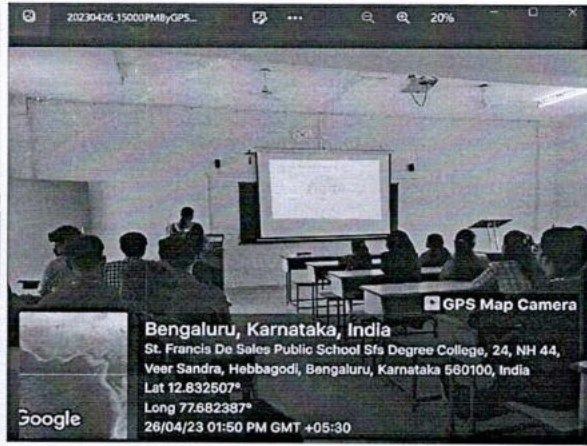 20230426_15000PMByGPS...
20%
GPS Map Camera
Bengaluru, Karnataka, India
St. Francis De Sales Public School Sfs Degree College, 24, NH 44,
Veer Sandra, Hebbagodi, Bengaluru, Karnataka 560100, India
Lat 12.832507°
Long 77.682387°
26/04/23 01:50 PM GMT +05:30
Google